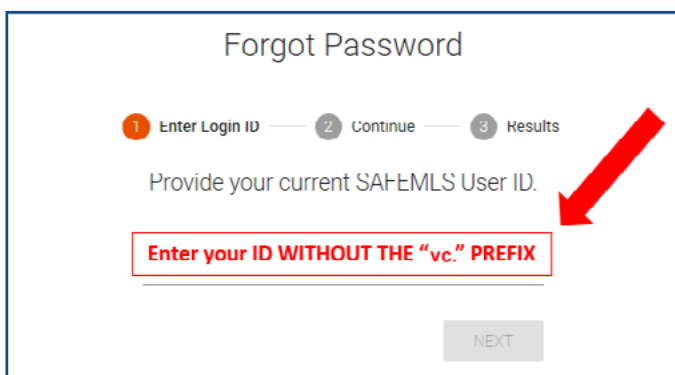 Forgot Password
1 Enter Login ID 2 Continue 3 Results
Provide your current SAFEMLS User ID.
Enter your ID WITHOUT THE “vc.” PREFIX
NEXT